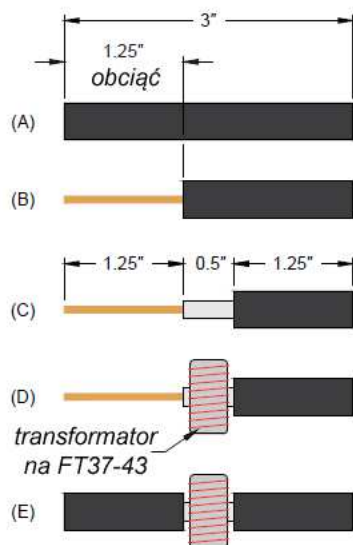 3"
1.25"
obciąć
(A)
(B)
1.25" 0.5" 1.25"
(C)
(D)
transformator
na FT37-43
(E)